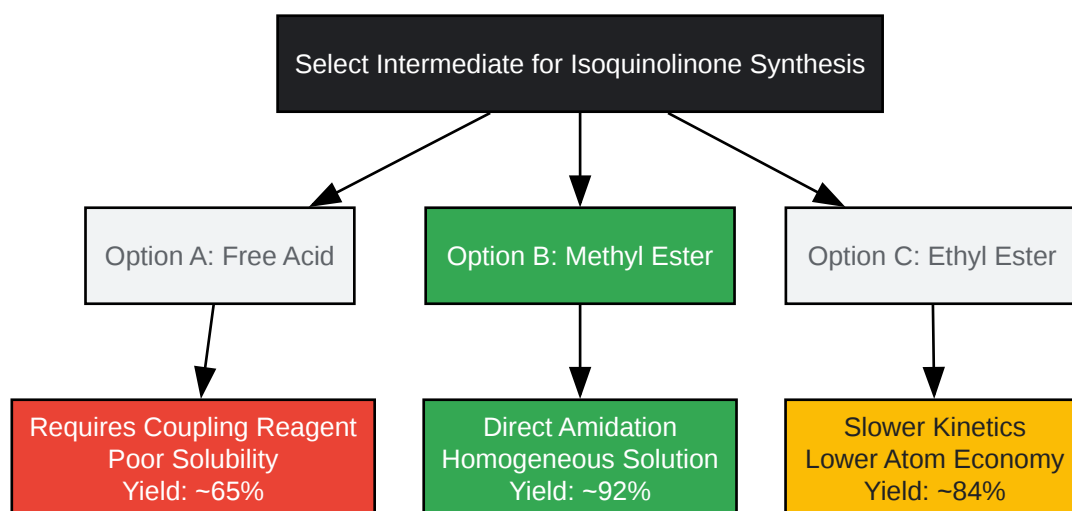 Select Intermediate for Isoquinolinone Synthesis
Option A: Free Acid
Option B: Methyl Ester
Option C: Ethyl Ester
Requires Coupling Reagent
Poor Solubility
Yield: ~65%
Direct Amidation
Homogeneous Solution
Yield: ~92%
Slower Kinetics
Lower Atom Economy
Yield: ~84%